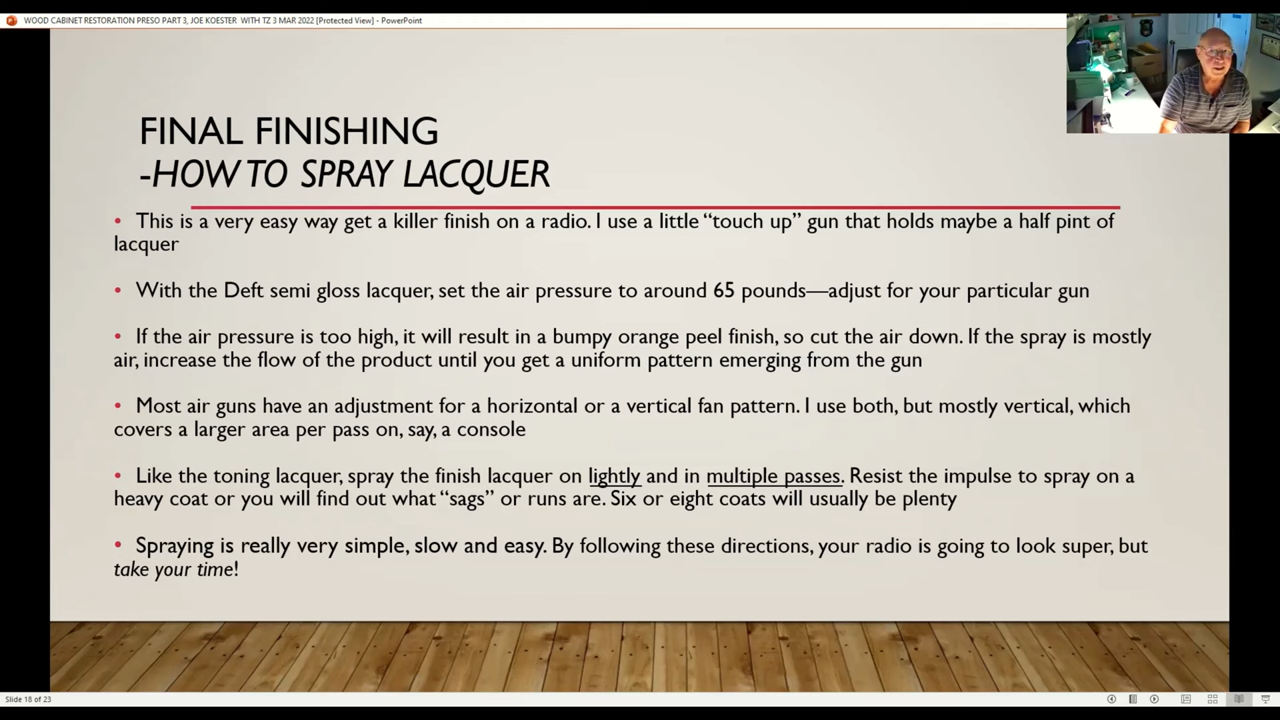 WOOD CABINET RESTORATION PRESO PART 3, JOE KOESTER  WITH TZ 3 MAR 2022 [Protected View] - PowerPoint
FINAL FINISHING
-HOW TO SPRAY LACQUER
• This is a very easy way get a killer finish on a radio. I use a little “touch up” gun that holds maybe a half pint of
lacquer
• With the Deft semi gloss lacquer, set the air pressure to around 65 pounds—adjust for your particular gun
• If the air pressure is too high, it will result in a bumpy orange peel finish, so cut the air down. If the spray is mostly
air, increase the flow of the product until you get a uniform pattern emerging from the gun
• Most air guns have an adjustment for a horizontal or a vertical fan pattern. I use both, but mostly vertical, which
covers a larger area per pass on, say, a console
• Like the toning lacquer, spray the finish lacquer on lightly and in multiple passes. Resist the impulse to spray on a
heavy coat or you will find out what “sags” or runs are. Six or eight coats will usually be plenty
• Spraying is really very simple, slow and easy. By following these directions, your radio is going to look super, but
take your time!
Slide 18 of 23